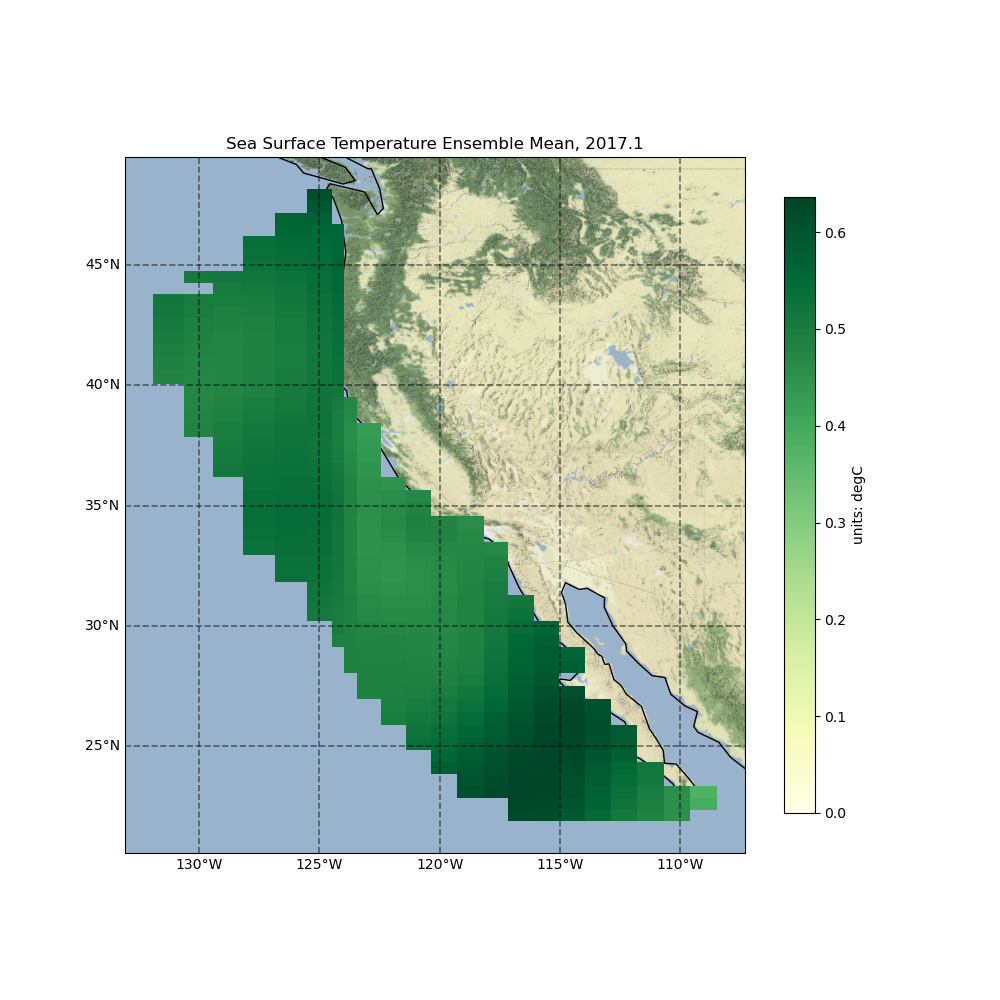 Sea Surface Temperature Ensemble Mean, 2017.1
45°N
40°N
35°N
30°N
25°N
130°W
125°W
120°W
115°W
110°W
0.6
0.5
0.4
0.3
0.2
0.1
0.0
units: degC